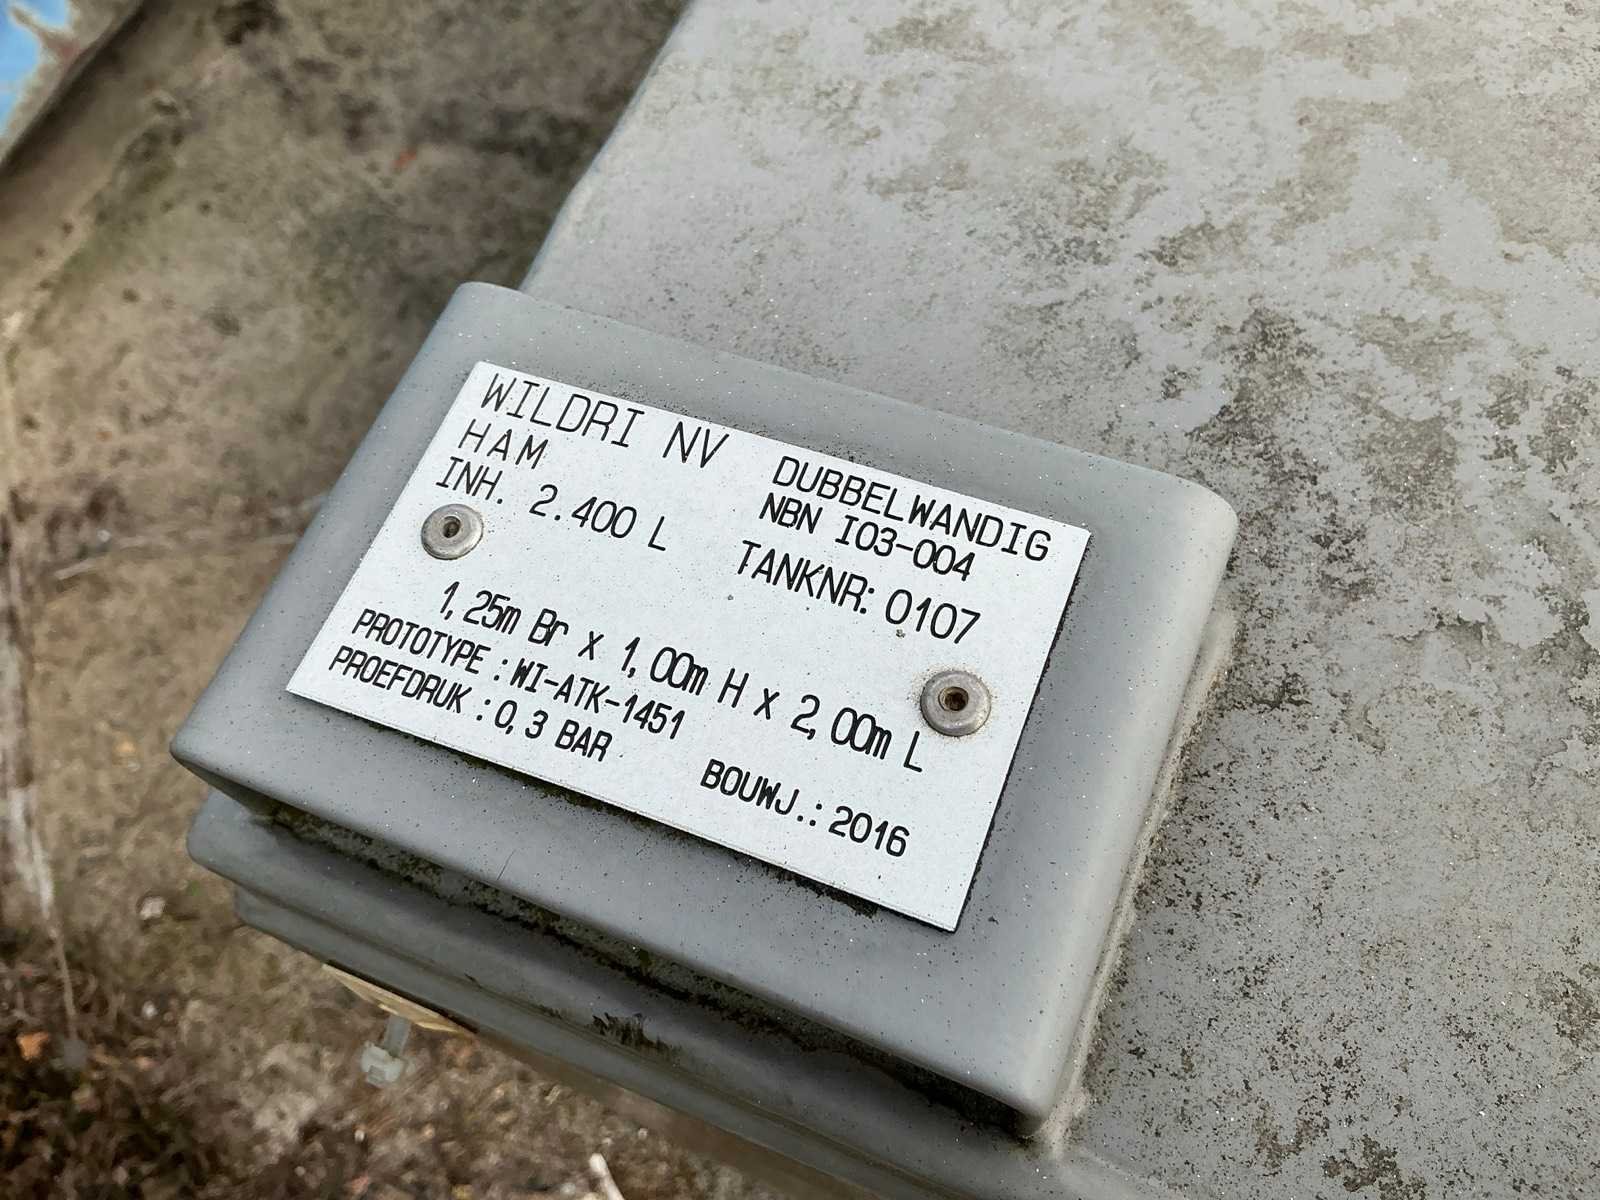 WILDRI NV
HAM
INH. 2.400 L
DUBBELWANDIG
NBN I03-004
TANKNR: 0107
1,25m Br x 1,00m H x 2,00m L
PROTOTYPE : WI-ATK-1451
PROEFDRUK : 0,3 BAR
BOUWJ.: 2016